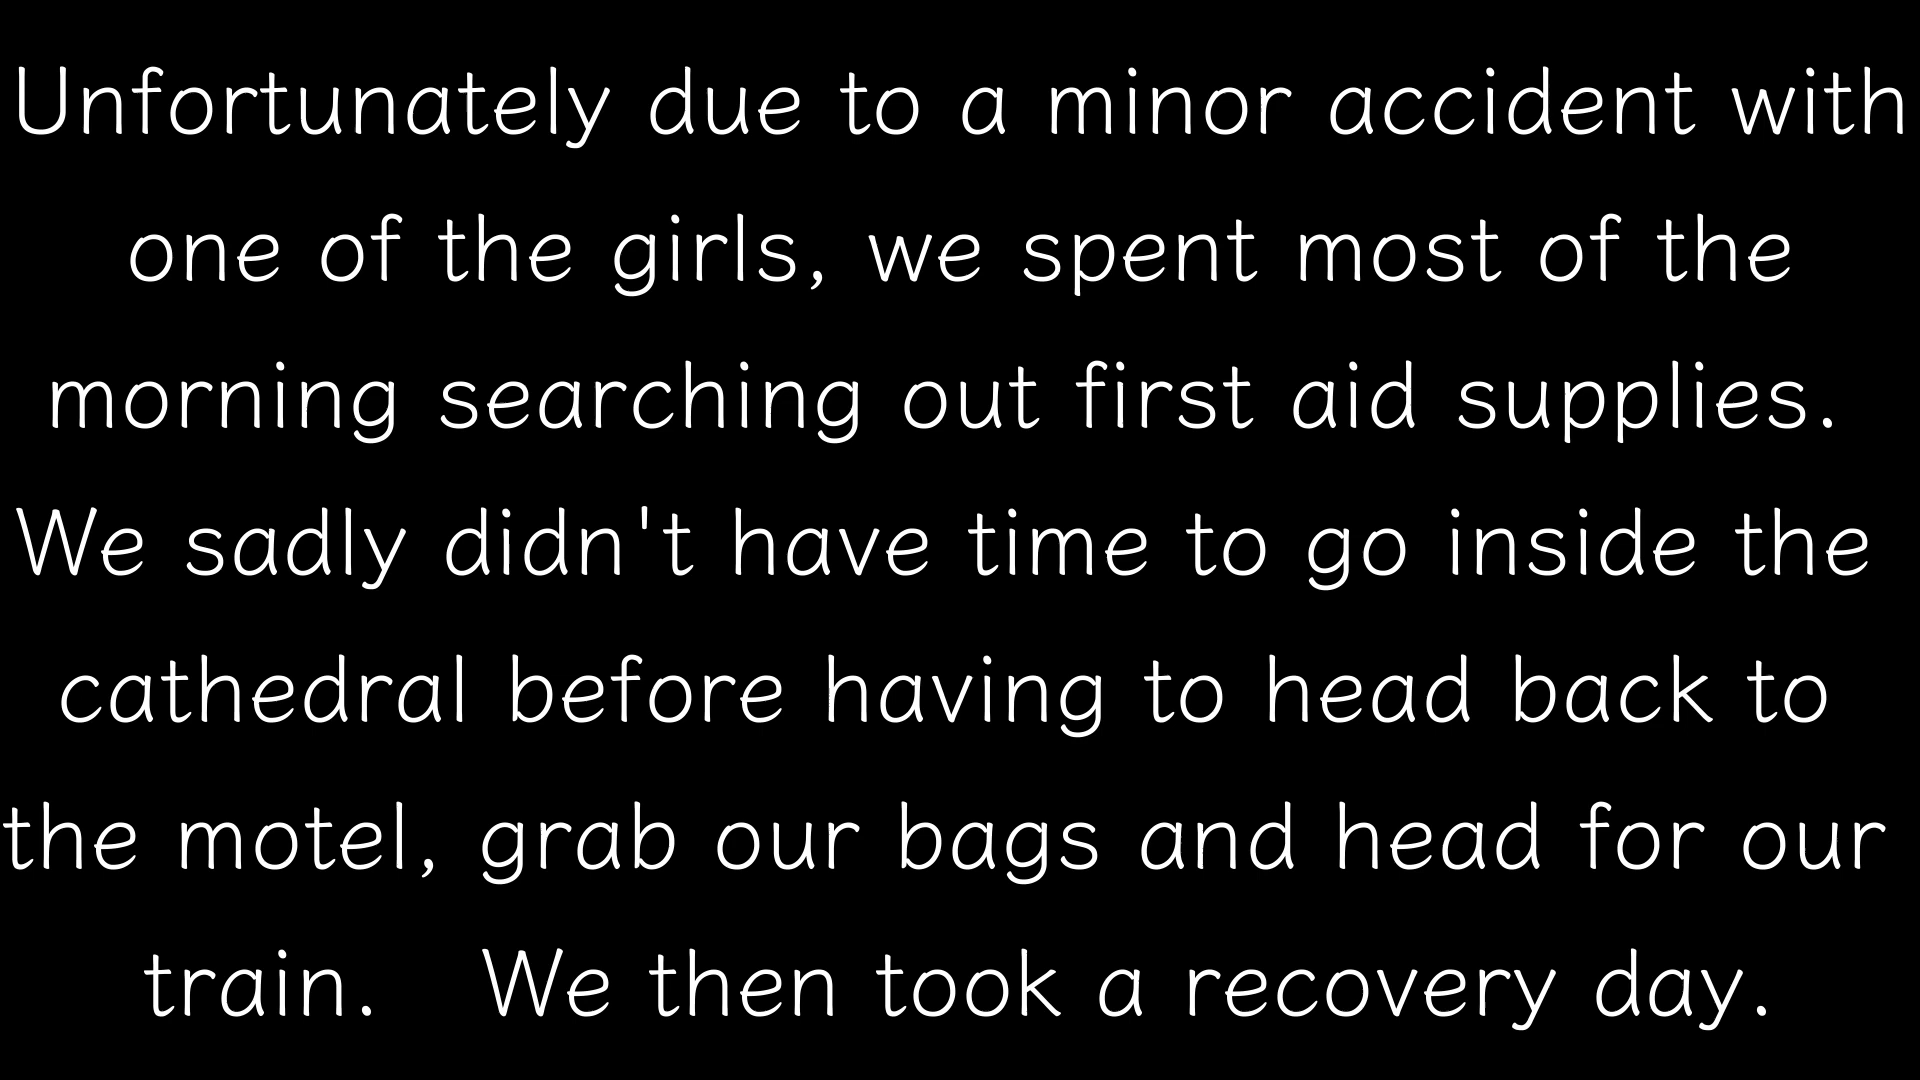 Unfortunately due to a minor accident with
one of the girls, we spent most of the
morning searching out first aid supplies.
We sadly didn't have time to go inside the
cathedral before having to head back to
the motel, grab our bags and head for our
train.   We then took a recovery day.